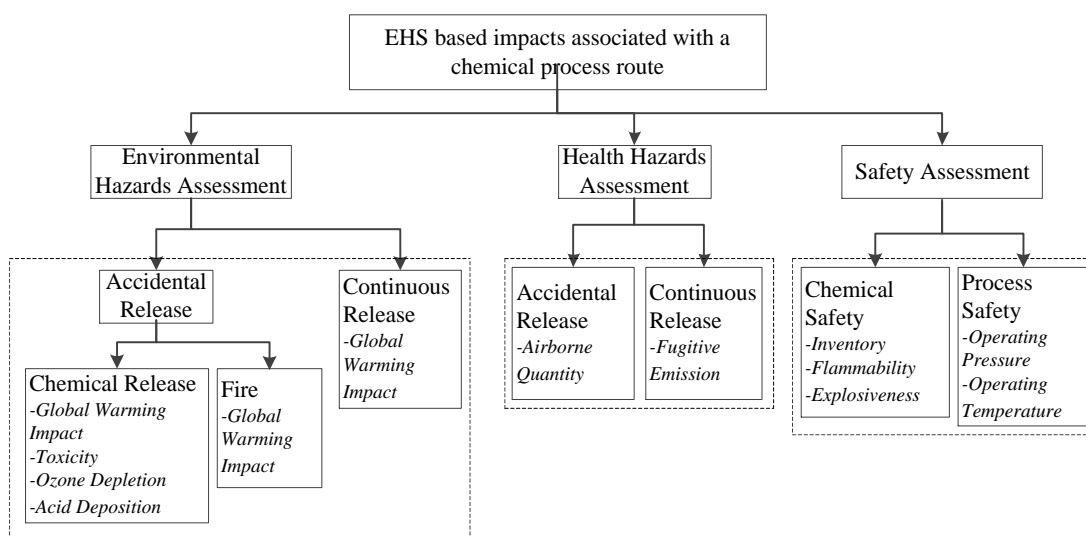 EHS based impacts associated with a
chemical process route
Environmental
Hazards Assessment
Health Hazards
Assessment
Safety Assessment
Accidental
Release
Chemical Release
-Global Warming
Impact
-Toxicity
-Ozone Depletion
-Acid Deposition
Fire
-Global
Warming
Impact
Continuous
Release
-Global
Warming
Impact
Accidental
Release
-Airborne
Quantity
Continuous
Release
-Fugitive
Emission
Chemical
Safety
-Inventory
-Flammability
-Explosiveness
Process
Safety
-Operating
Pressure
-Operating
Temperature